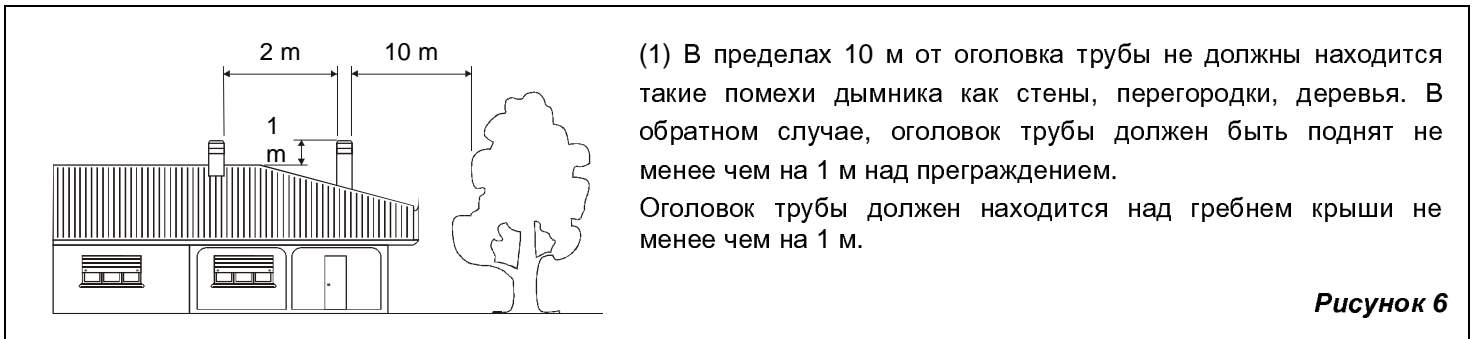 2 m
10 m
1
m
(1) В пределах 10 м от оголовка трубы не должны находится
такие помехи дымника как стены, перегородки, деревья. В
обратном случае, оголовок трубы должен быть поднят не
менее чем на 1 м над преграждением.
Оголовок трубы должен находится над гребнем крыши не
менее чем на 1 м.
Рисунок 6